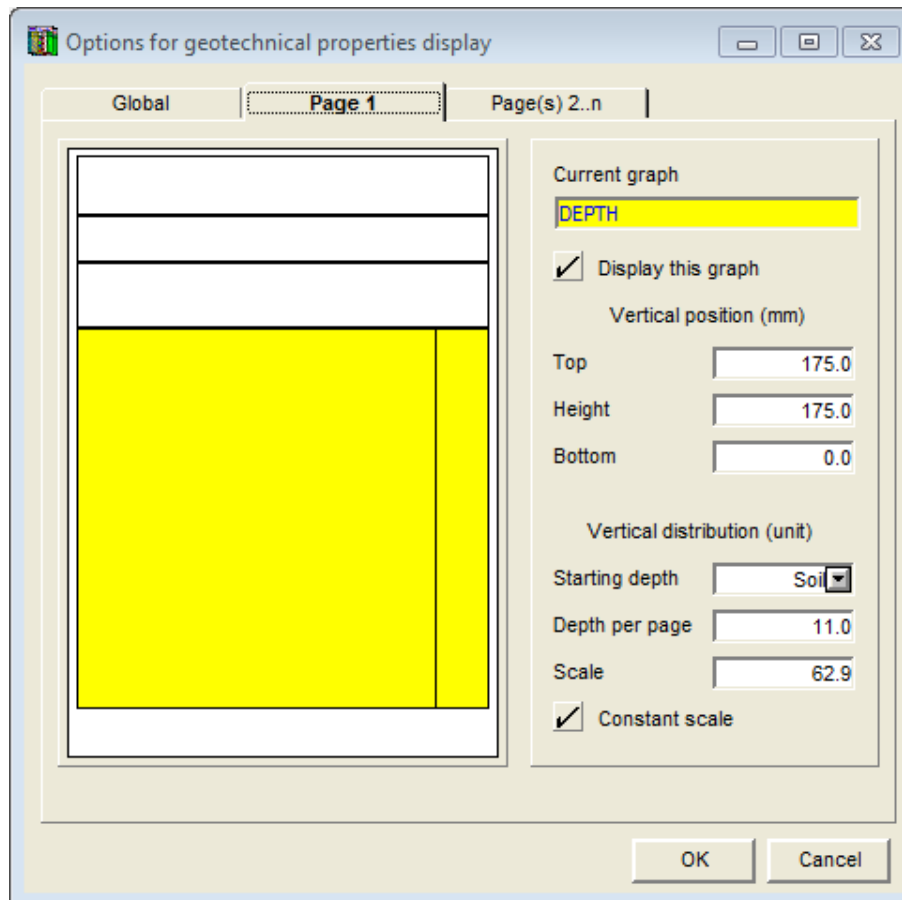 Options for geotechnical properties display
Global Page 1 Page(s) 2..n
Current graph
DEPTH
Display this graph
Vertical position (mm)
Top 175.0
Height 175.0
Bottom 0.0
Vertical distribution (unit)
Starting depth Soil
Depth per page 11.0
Scale 62.9
Constant scale
OK Cancel